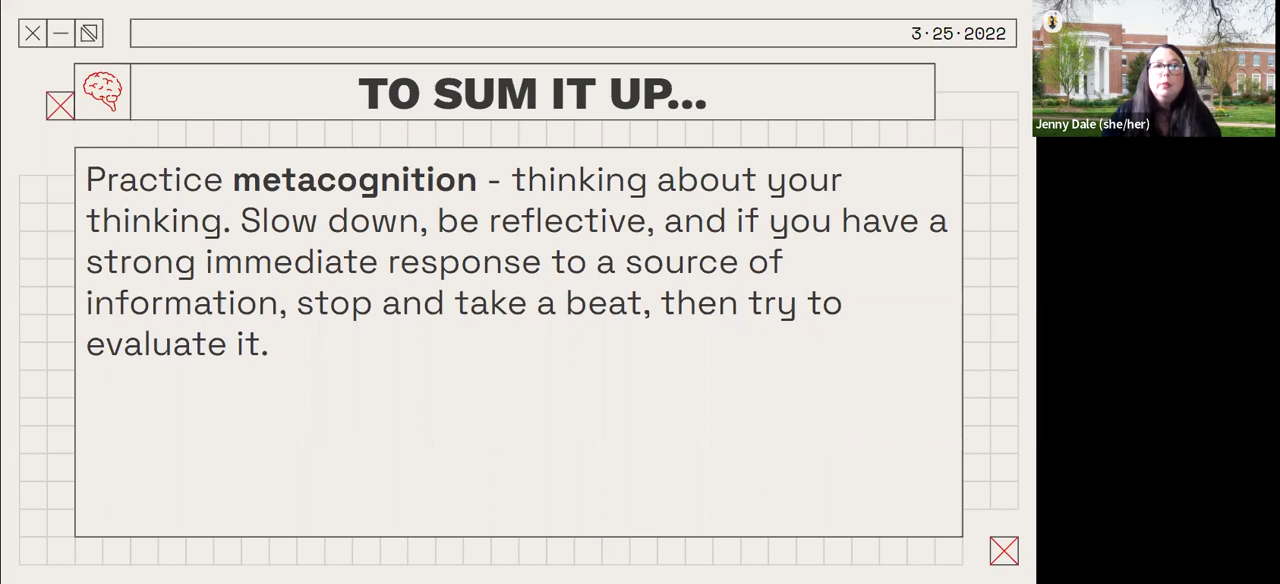 3·25·2022
TO SUM IT UP...
Practice metacognition - thinking about your
thinking. Slow down, be reflective, and if you have a
strong immediate response to a source of
information, stop and take a beat, then try to
evaluate it.
Jenny Dale (she/her)